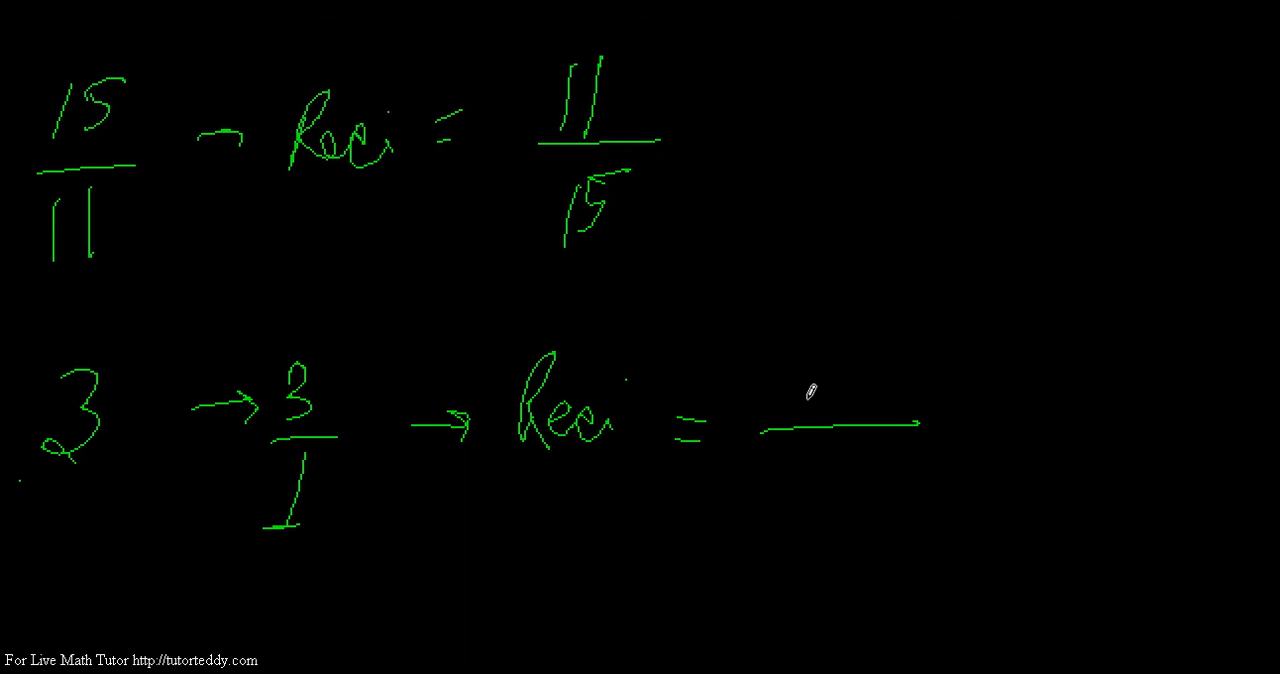 15/11 → Reci = 11/15
3 → 3/1 → Reci =
For Live Math Tutor http://tutorteddy.com